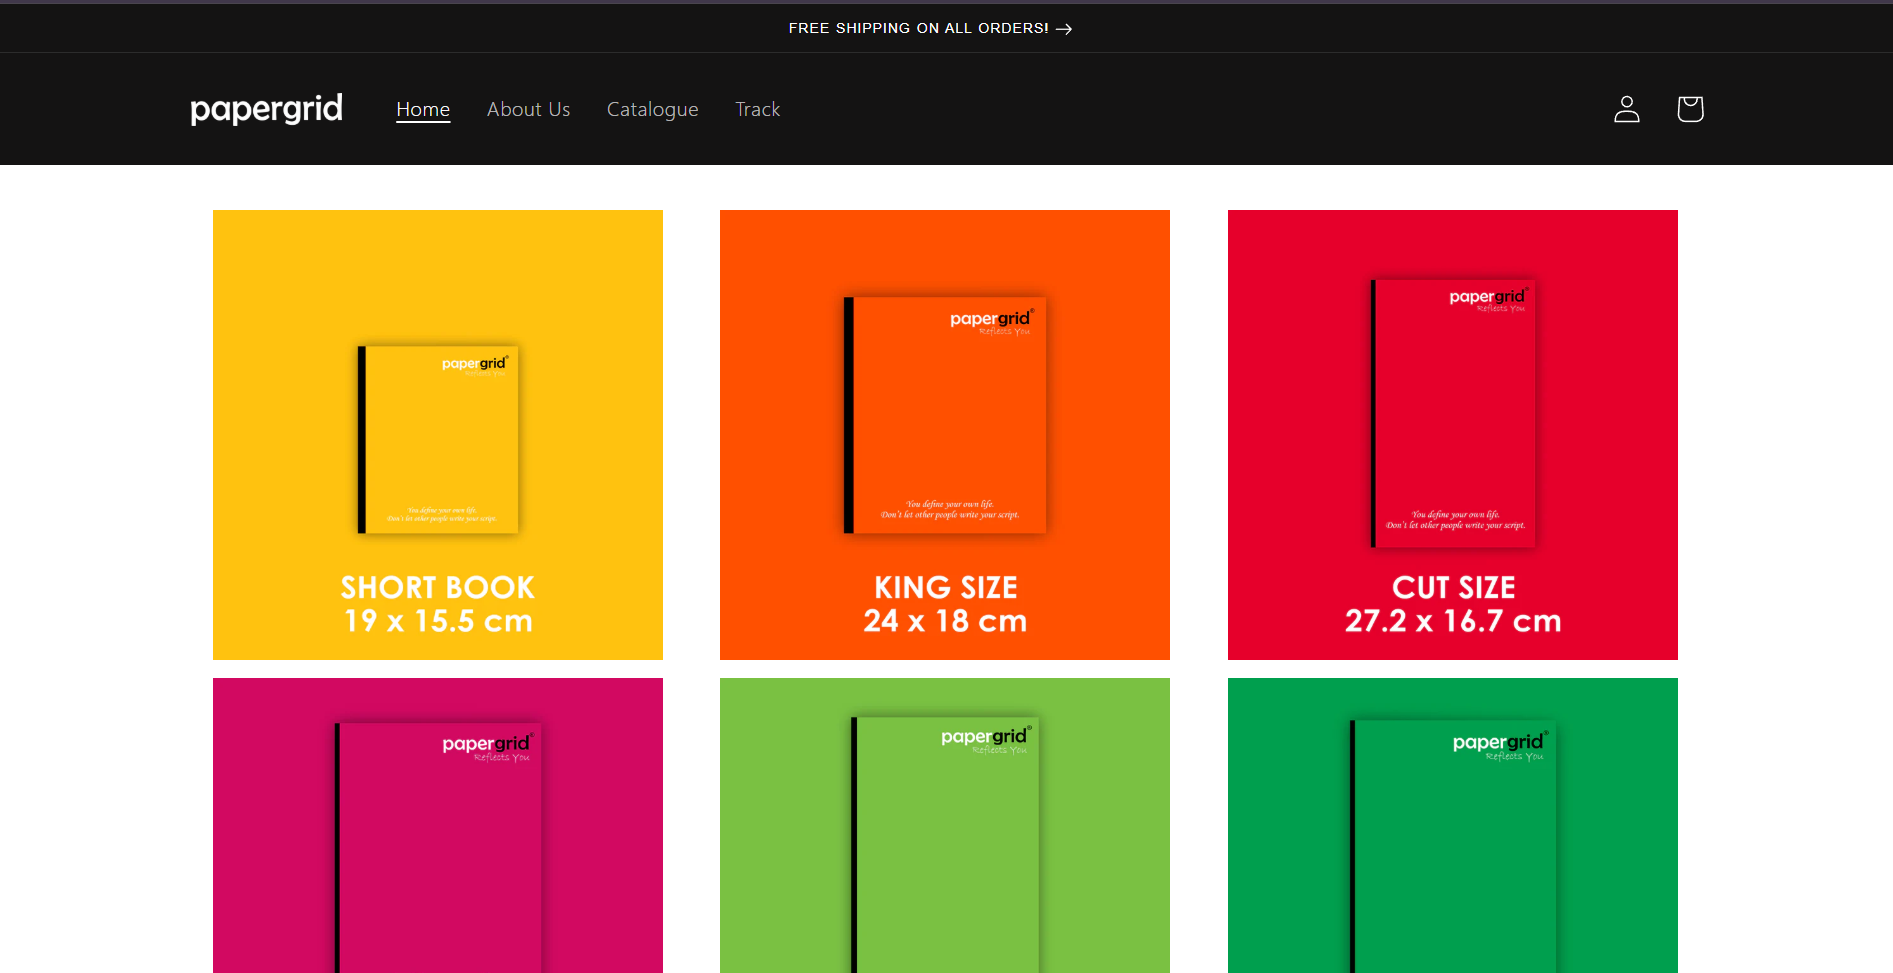 FREE SHIPPING ON ALL ORDERS! →
papergrid Home About Us Catalogue Track
papergrid®
Reflects You
You define your own life.
Don't let other people write your script.
SHORT BOOK
19 x 15.5 cm
papergrid®
Reflects You
You define your own life.
Don't let other people write your script.
KING SIZE
24 x 18 cm
papergrid®
Reflects You
You define your own life.
Don't let other people write your script.
CUT SIZE
27.2 x 16.7 cm
papergrid®
Reflects You
papergrid®
Reflects You
papergrid®
Reflects You